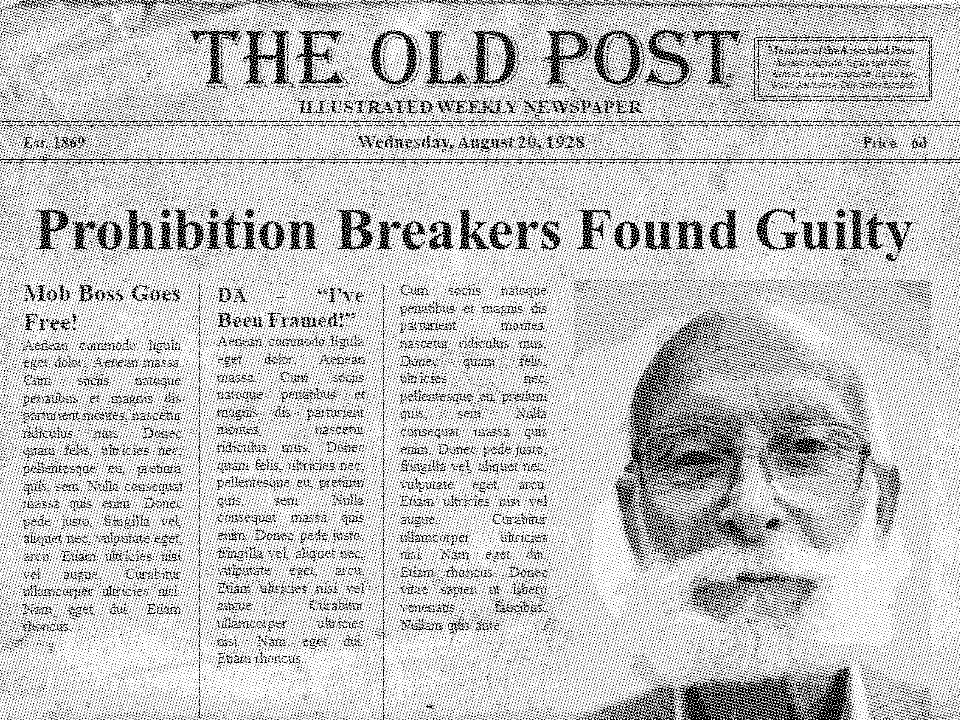 THE OLD POST
Member of the Associated Press
ILLUSTRATED WEEKLY NEWSPAPER
Est. 1869
Wednesday, August 20, 1928
Price 6d
Prohibition Breakers Found Guilty
Mob Boss Goes
Free!
Aenean commodo ligula
eget dolor. Aenean massa.
Cum sociis natoque
penatibus et magnis dis
parturient montes, nascetur
ridiculus mus. Donec
quam felis, ultricies nec,
pellentesque eu, pretium
quis, sem. Nulla consequat
massa quis enim. Donec
pede justo, fringilla vel,
aliquet nec, vulputate eget,
arcu. Etiam ultricies nisi
vel augue. Curabitur
ullamcorper ultricies nisi.
Nam eget dui. Etiam
rhoncus.
DA – “I’ve
Been Framed!”
Aenean commodo ligula
eget dolor. Aenean
massa. Cum sociis
natoque penatibus et
magnis dis parturient
montes, nascetur
ridiculus mus. Donec
quam felis, ultricies nec,
pellentesque eu, pretium
quis, sem. Nulla
consequat massa quis
enim. Donec pede justo,
fringilla vel, aliquet nec,
vulputate eget, arcu.
Etiam ultricies nisi vel
augue. Curabitur
ullamcorper ultricies
nisi. Nam eget dui.
Etiam rhoncus.
Cum sociis natoque
penatibus et magnis dis
parturient montes,
nascetur ridiculus mus.
Donec quam felis,
ultricies nec,
pellentesque eu, pretium
quis, sem. Nulla
consequat massa quis
enim. Donec pede justo,
fringilla vel, aliquet nec,
vulputate eget, arcu.
Etiam ultricies nisi vel
augue. Curabitur
ullamcorper ultricies
nisi. Nam eget dui.
Etiam rhoncus. Donec
vitae sapien ut libero
venenatis faucibus.
Nullam quis ante.